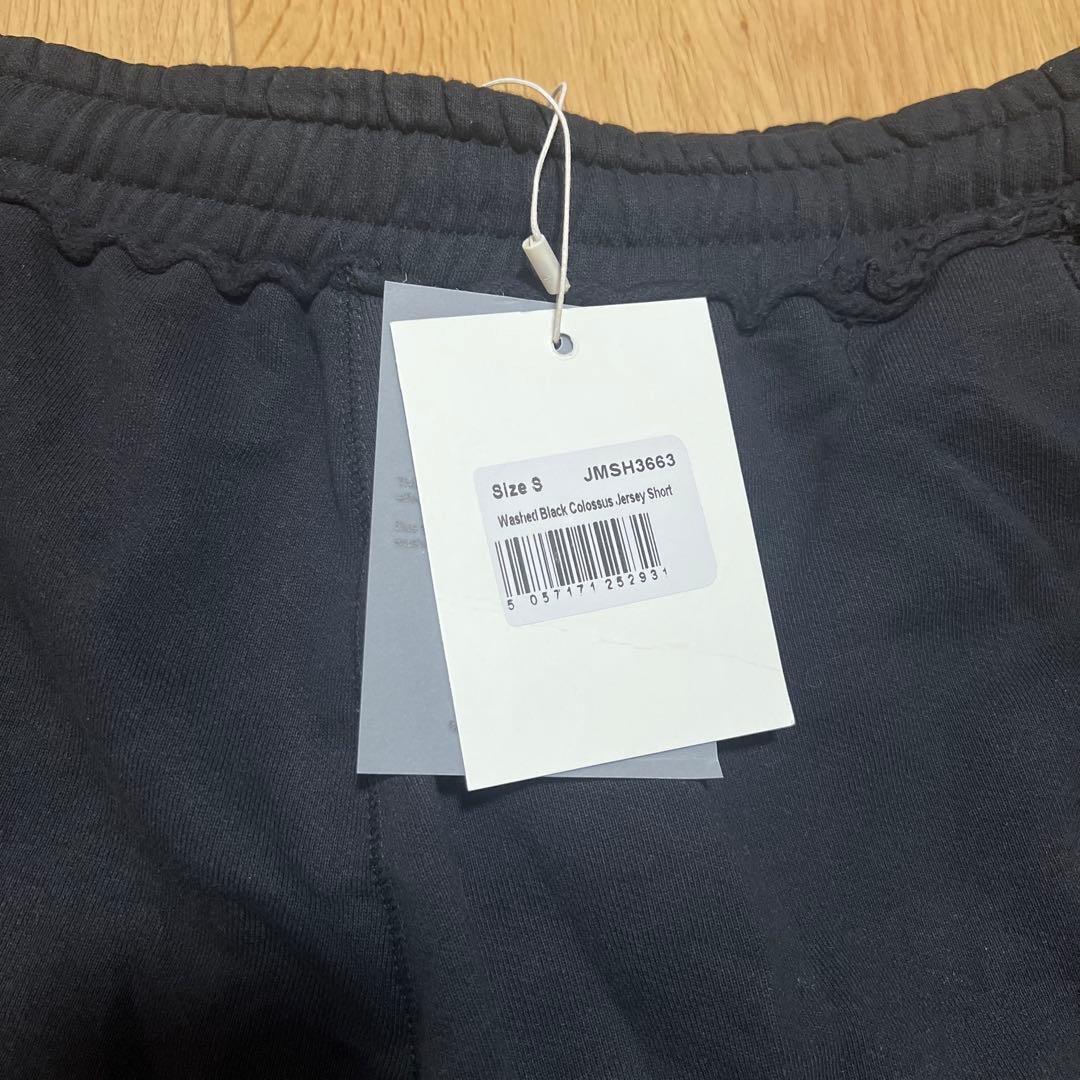 Size S JMSH3663
Washed Black Colossus Jersey Short
5 057171 252931